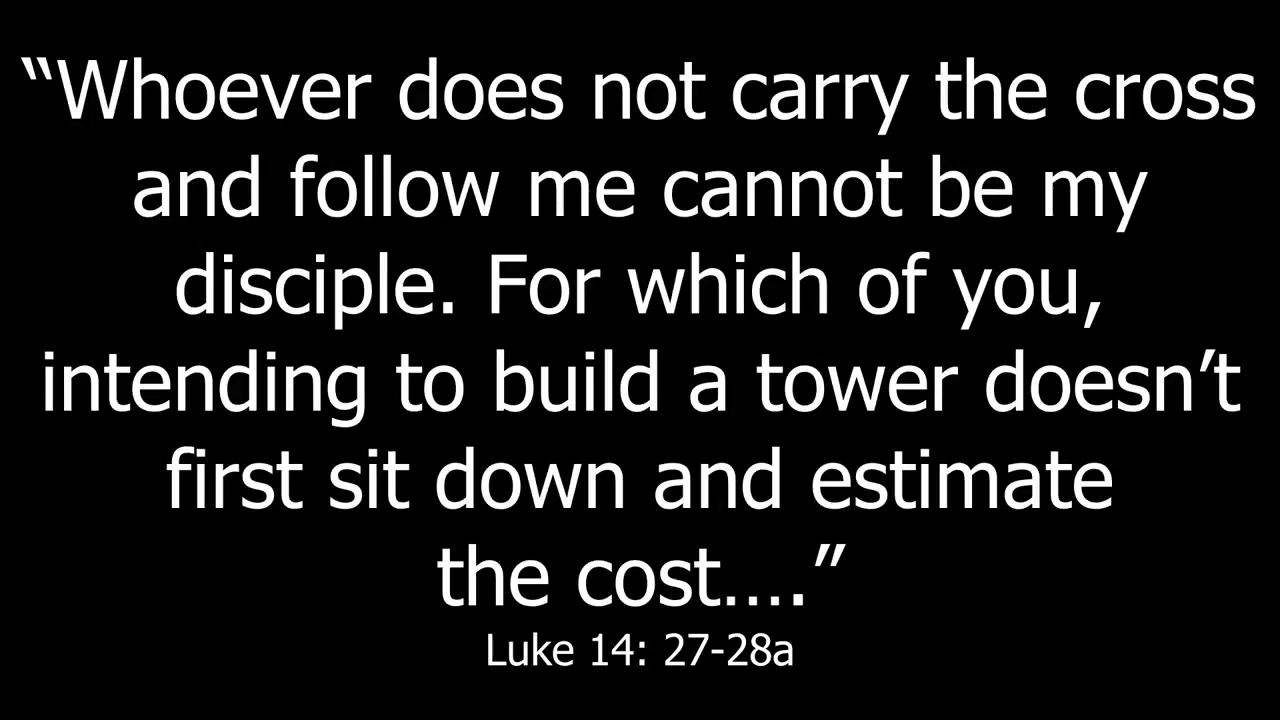 “Whoever does not carry the cross
and follow me cannot be my
disciple. For which of you,
intending to build a tower doesn’t
first sit down and estimate
the cost….”
Luke 14: 27-28a